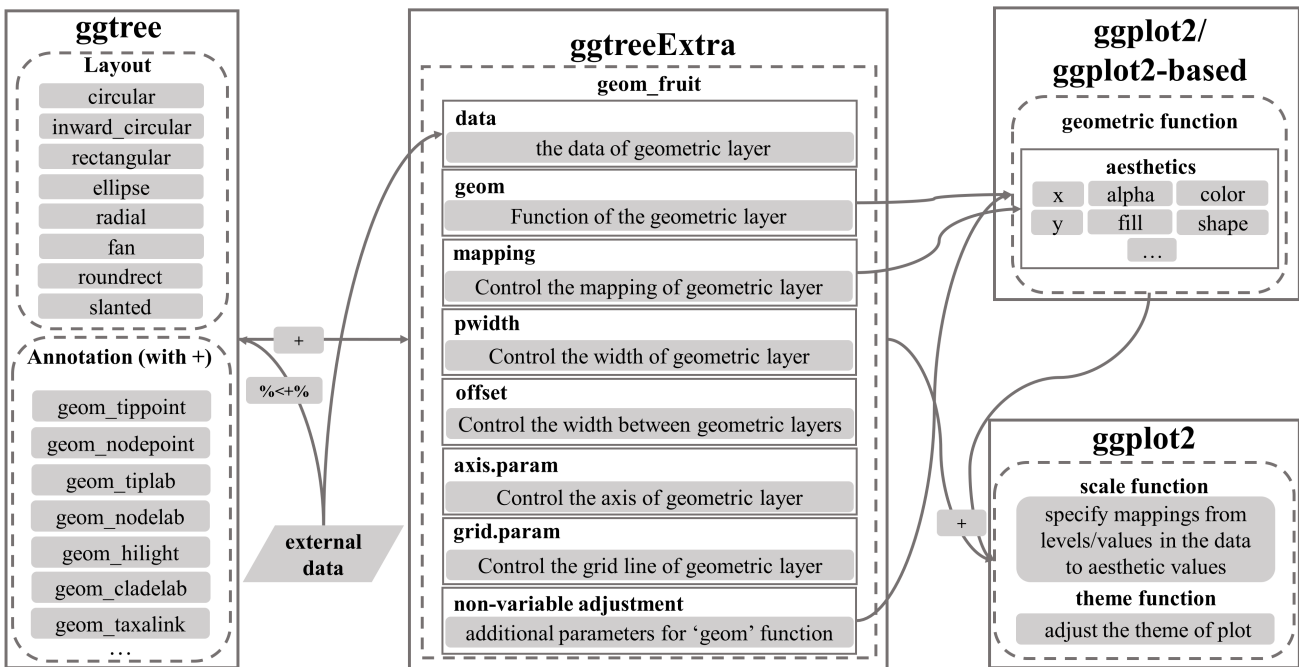 ggtree
Layout
circular
inward_circular
rectangular
ellipse
radial
fan
roundrect
slanted
Annotation (with +)
geom_tippoint
geom_nodepoint
geom_tiplab
geom_nodelab
geom_hilight
geom_cladelab
geom_taxalink
…
+
%<+%
external
data
ggtreeExtra
geom_fruit
data
the data of geometric layer
geom
Function of the geometric layer
mapping
Control the mapping of geometric layer
pwidth
Control the width of geometric layer
offset
Control the width between geometric layers
axis.param
Control the axis of geometric layer
grid.param
Control the grid line of geometric layer
non-variable adjustment
additional parameters for ‘geom’ function
ggplot2/
ggplot2-based
geometric function
aesthetics
x alpha color
y fill shape
…
+
ggplot2
scale function
specify mappings from
levels/values in the data
to aesthetic values
theme function
adjust the theme of plot